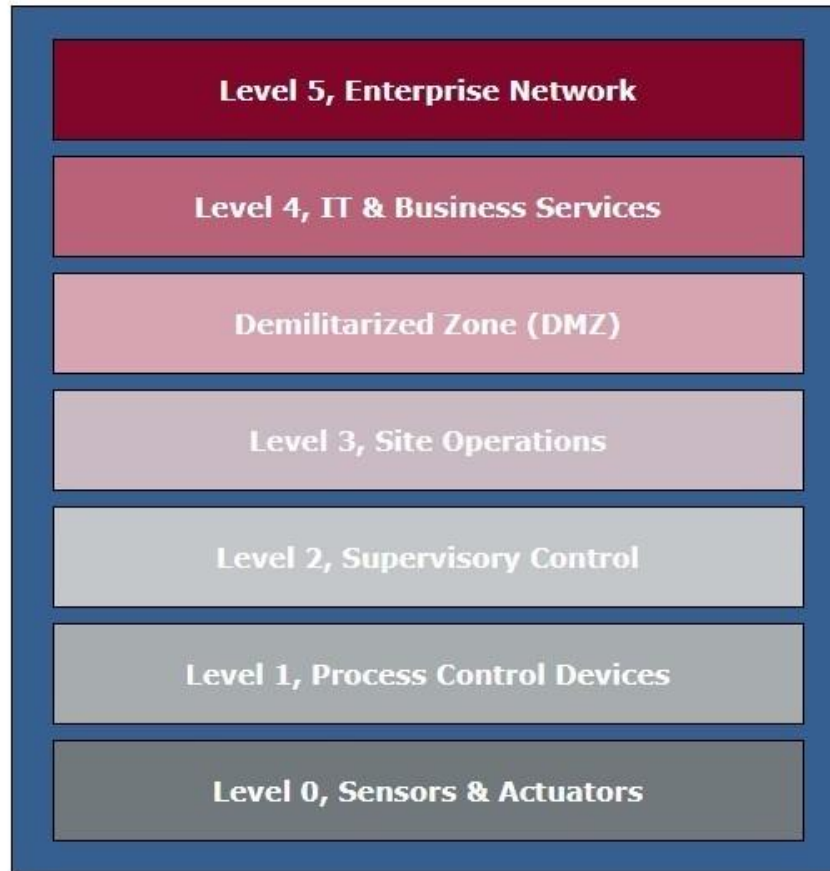 Level 5, Enterprise Network
Level 4, IT & Business Services
Demilitarized Zone (DMZ)
Level 3, Site Operations
Level 2, Supervisory Control
Level 1, Process Control Devices
Level 0, Sensors & Actuators